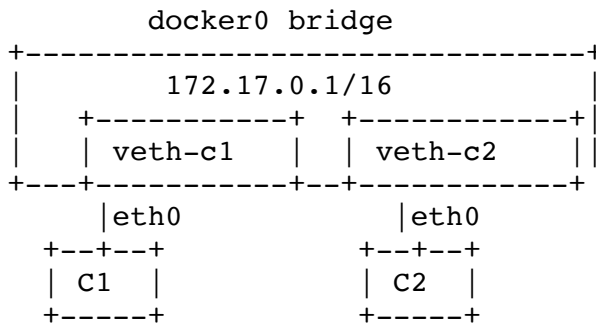 docker0 bridge
172.17.0.1/16
veth-c1 veth-c2
eth0 eth0
C1 C2